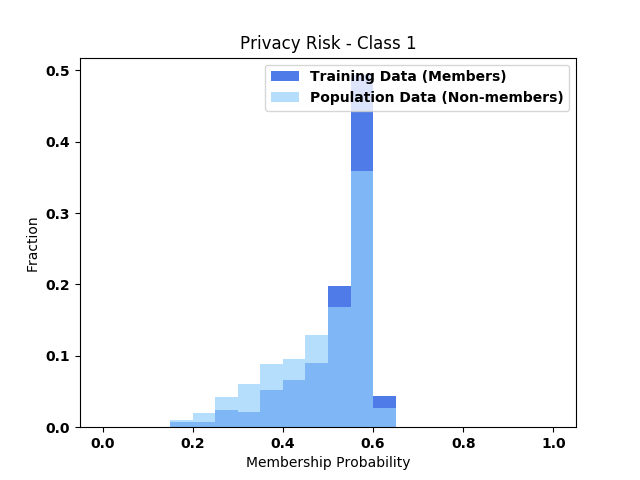 Privacy Risk - Class 1
Training Data (Members)
Population Data (Non-members)
Fraction
0.5
0.4
0.3
0.2
0.1
0.0
0.0 0.2 0.4 0.6 0.8 1.0
Membership Probability